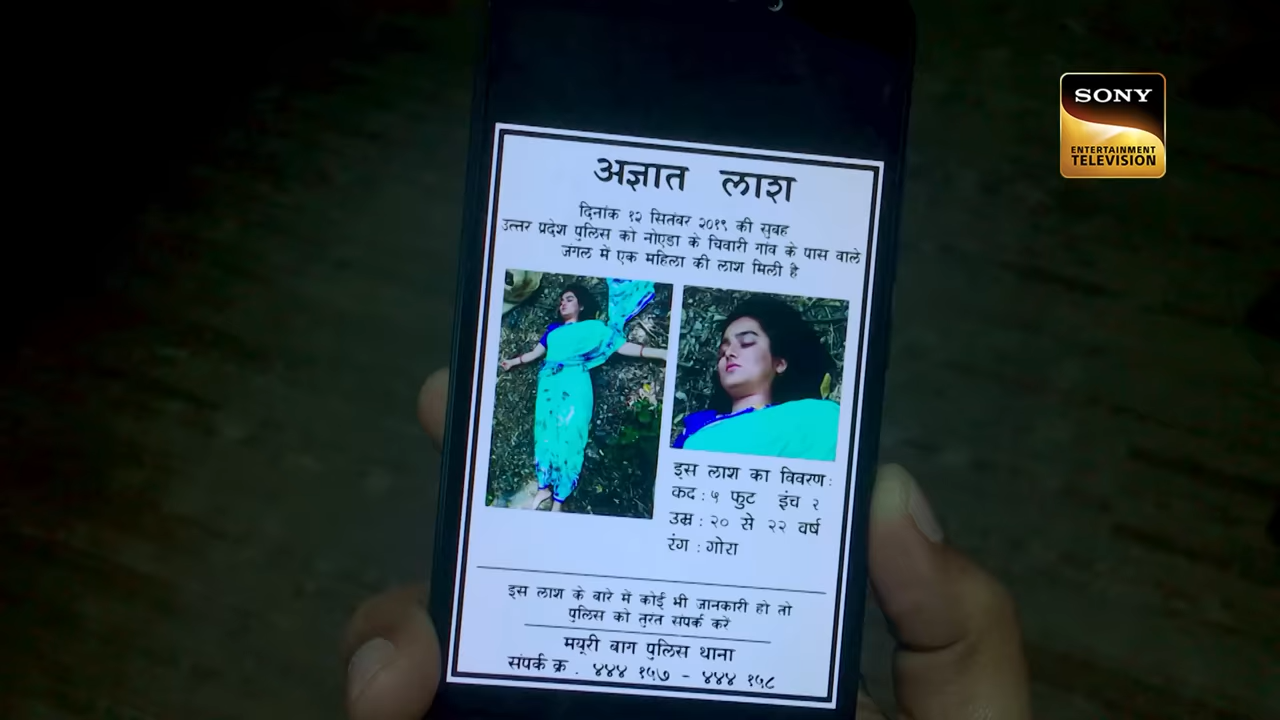 अज्ञात लाश
दिनांक १२ सितंबर २०१९ की सुबह
उत्तर प्रदेश पुलिस को नोएडा के चिवारी गांव के पास वाले
जंगल में एक महिला की लाश मिली है
इस लाश का विवरण:
कद : ५ फुट इंच २
उम्र : २० से २२ वर्ष
रंग : गोरा
इस लाश के बारे में कोई भी जानकारी हो तो
पुलिस को तुरंत संपर्क करें
मयूरी बाग पुलिस थाना
संपर्क क्र . ४४४ १५७ - ४४४ १५८
SONY
ENTERTAINMENT
TELEVISION